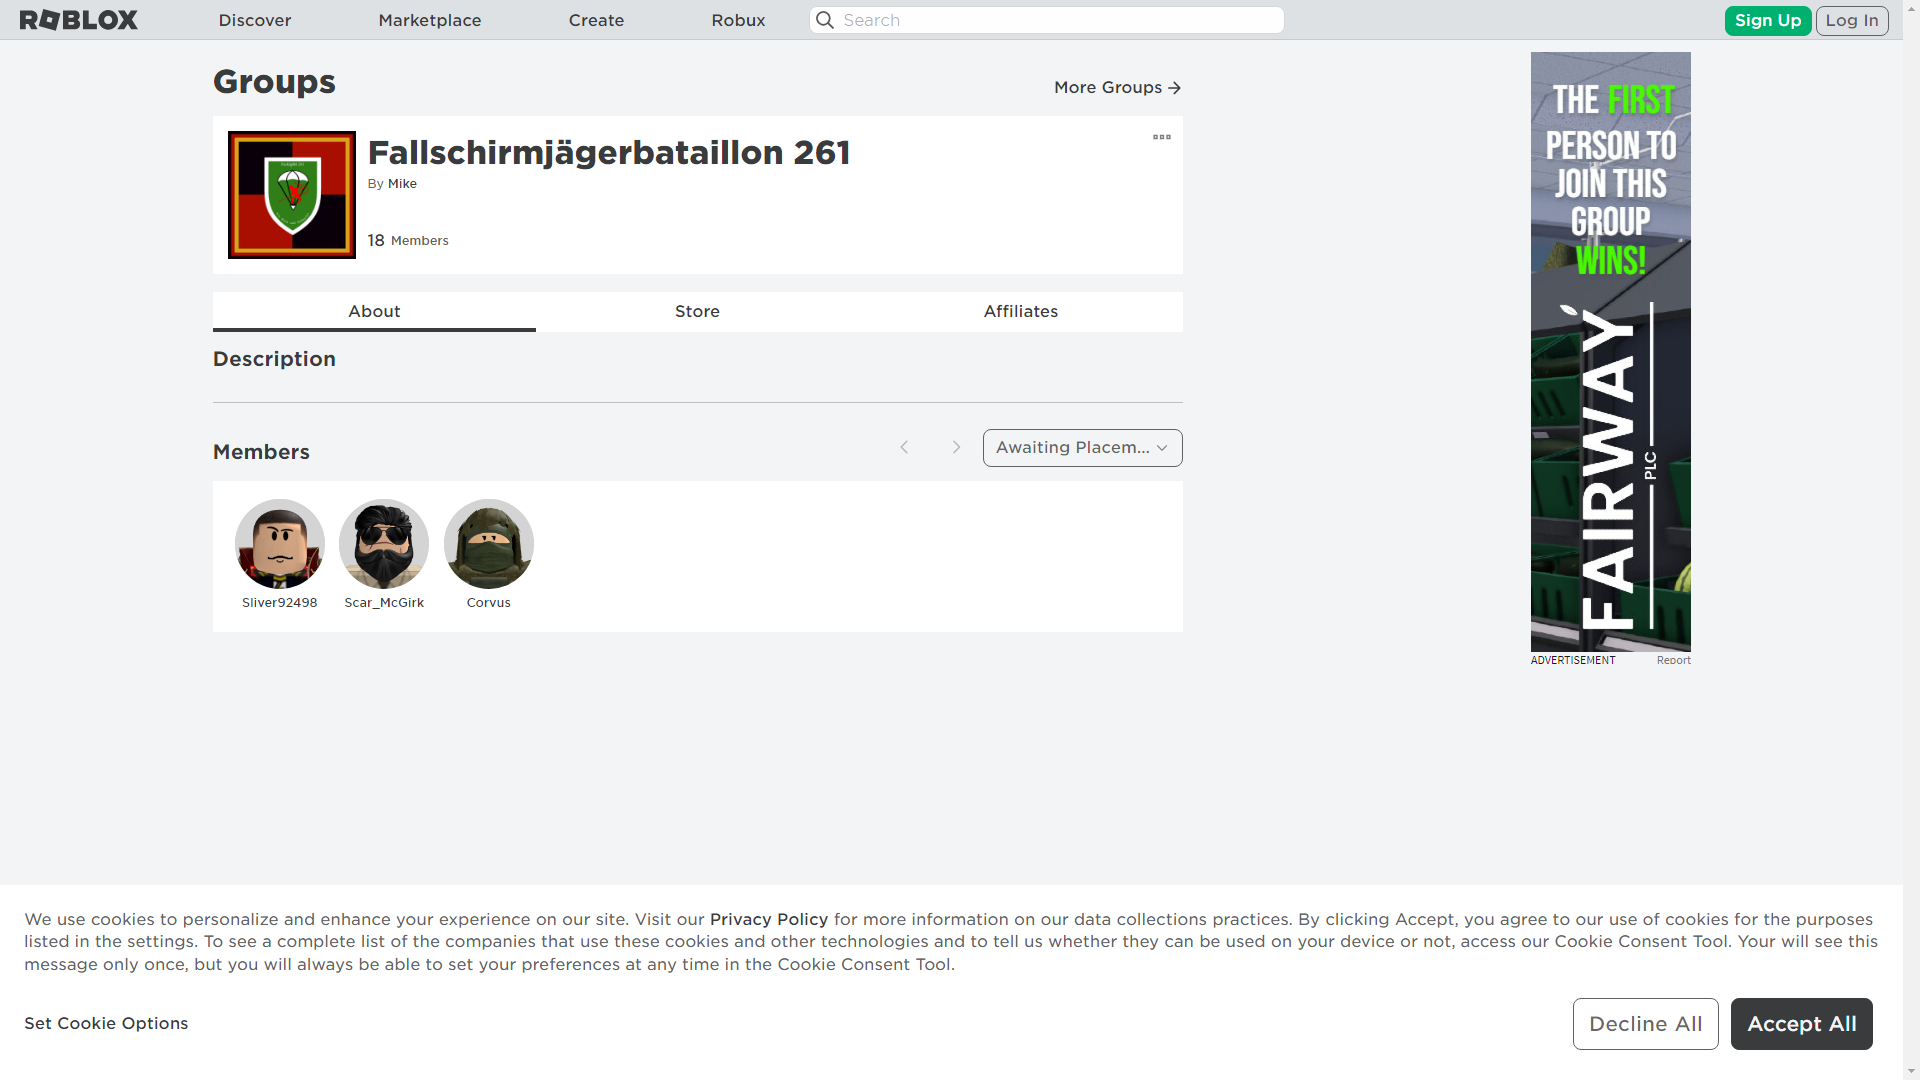 ROBLOX
Discover
Marketplace
Create
Robux
Search
Sign Up
Log In
Groups
More Groups
Fallschirmjägerbataillon 261
By Mike
18 Members
About
Store
Affiliates
Description
Members
Awaiting Placem...
Sliver92498
Scar_McGirk
Corvus
THE FIRST
PERSON TO
JOIN THIS
GROUP
WINS!
FAIRWAY
PLC
ADVERTISEMENT
Report
We use cookies to personalize and enhance your experience on our site. Visit our Privacy Policy for more information on our data collections practices. By clicking Accept, you agree to our use of cookies for the purposes
listed in the settings. To see a complete list of the companies that use these cookies and other technologies and to tell us whether they can be used on your device or not, access our Cookie Consent Tool. Your will see this
message only once, but you will always be able to set your preferences at any time in the Cookie Consent Tool.
Set Cookie Options
Decline All
Accept All